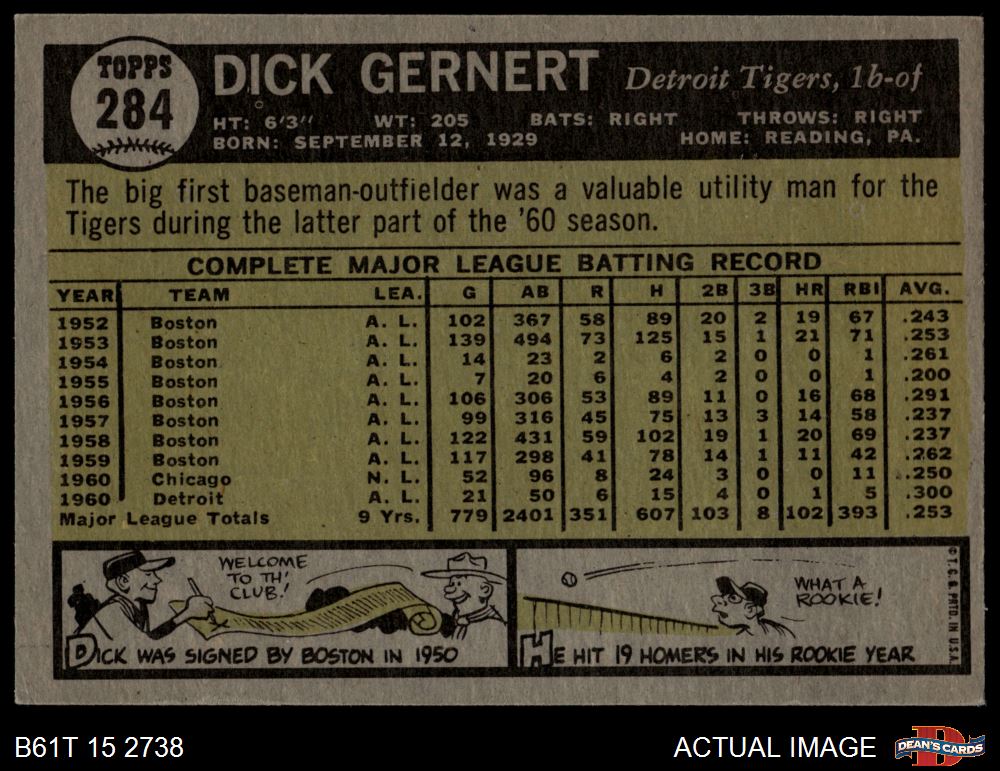 TOPPS
284
DICK GERNERT Detroit Tigers, 1b-of
HT: 6'3" WT: 205 BATS: RIGHT THROWS: RIGHT
BORN: SEPTEMBER 12, 1929 HOME: READING, PA.
The big first baseman-outfielder was a valuable utility man for the
Tigers during the latter part of the '60 season.
COMPLETE MAJOR LEAGUE BATTING RECORD
YEAR TEAM LEA. G AB R H 2B 3B HR RBI AVG.
1952 Boston A. L. 102 367 58 89 20 2 19 67 .243
1953 Boston A. L. 139 494 73 125 15 1 21 71 .253
1954 Boston A. L. 14 23 2 6 2 0 0 1 .261
1955 Boston A. L. 7 20 6 4 2 0 0 1 .200
1956 Boston A. L. 106 306 53 89 11 0 16 68 .291
1957 Boston A. L. 99 316 45 75 13 3 14 58 .237
1958 Boston A. L. 122 431 59 102 19 1 20 69 .237
1959 Boston A. L. 117 298 41 78 14 1 11 42 .262
1960 Chicago N. L. 52 96 8 24 3 0 0 11 .250
1960 Detroit A. L. 21 50 6 15 4 0 1 5 .300
Major League Totals 9 Yrs. 779 2401 351 607 103 8 102 393 .253
WELCOME
TO TH'
CLUB!
DICK WAS SIGNED BY BOSTON IN 1950
WHAT A
ROOKIE!
HE HIT 19 HOMERS IN HIS ROOKIE YEAR
© T. C. G. PRTD. IN U.S.A.
B61T 15 2738
ACTUAL IMAGE
D
DEAN'S CARDS